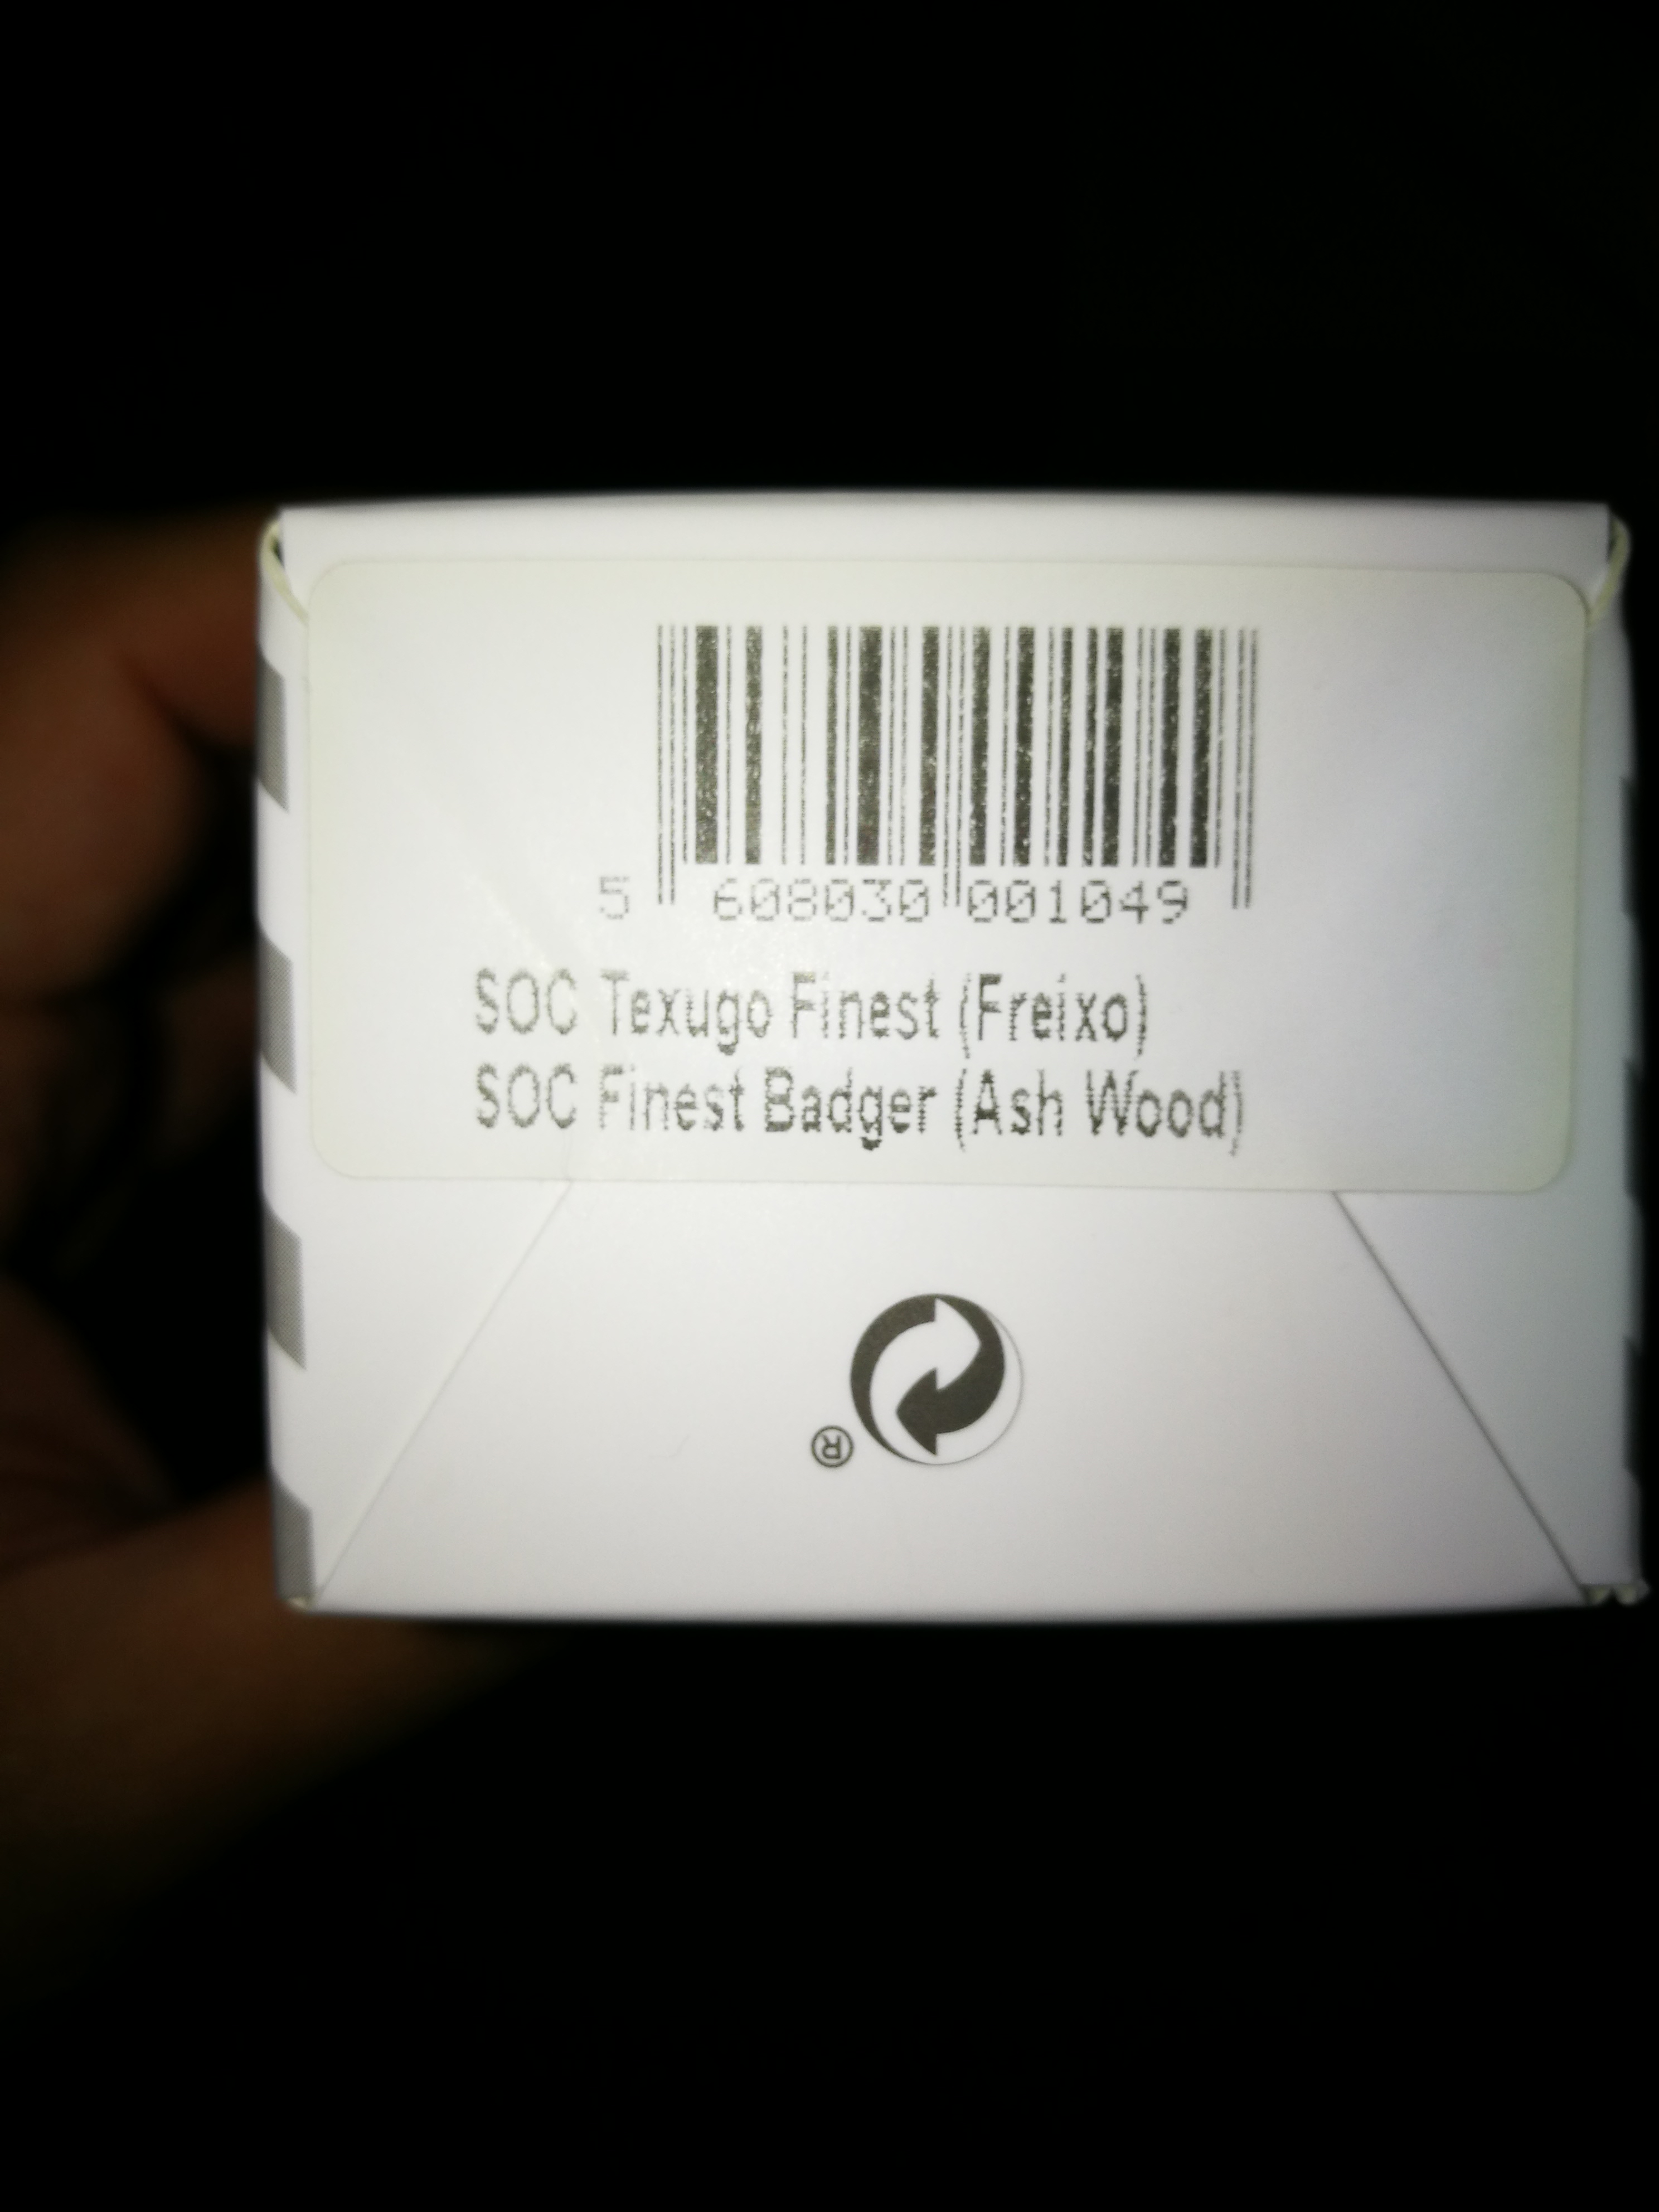 5 608030 001049
SOC Texugo Finest (Freixo)
SOC Finest Badger (Ash Wood)
®